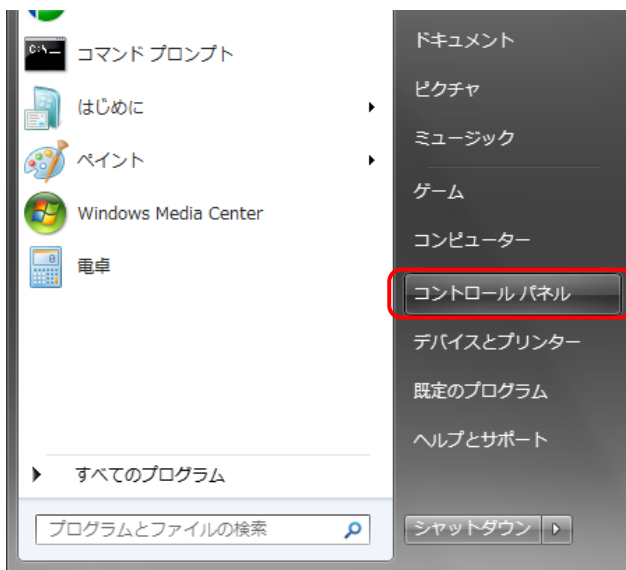 コマンド プロンプト
はじめに
ペイント
Windows Media Center
電卓
すべてのプログラム
プログラムとファイルの検索
ドキュメント
ピクチャ
ミュージック
ゲーム
コンピューター
コントロール パネル
デバイスとプリンター
既定のプログラム
ヘルプとサポート
シャットダウン